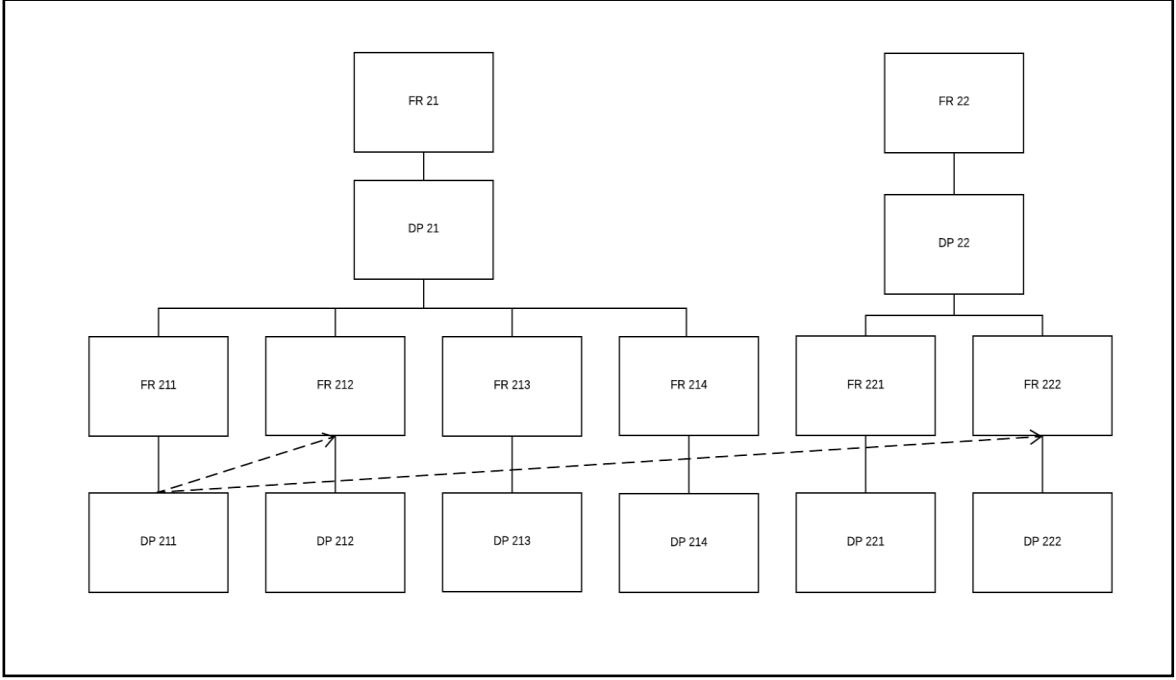 FR 21
FR 22
DP 21
DP 22
FR 211
FR 212
FR 213
FR 214
FR 221
FR 222
DP 211
DP 212
DP 213
DP 214
DP 221
DP 222